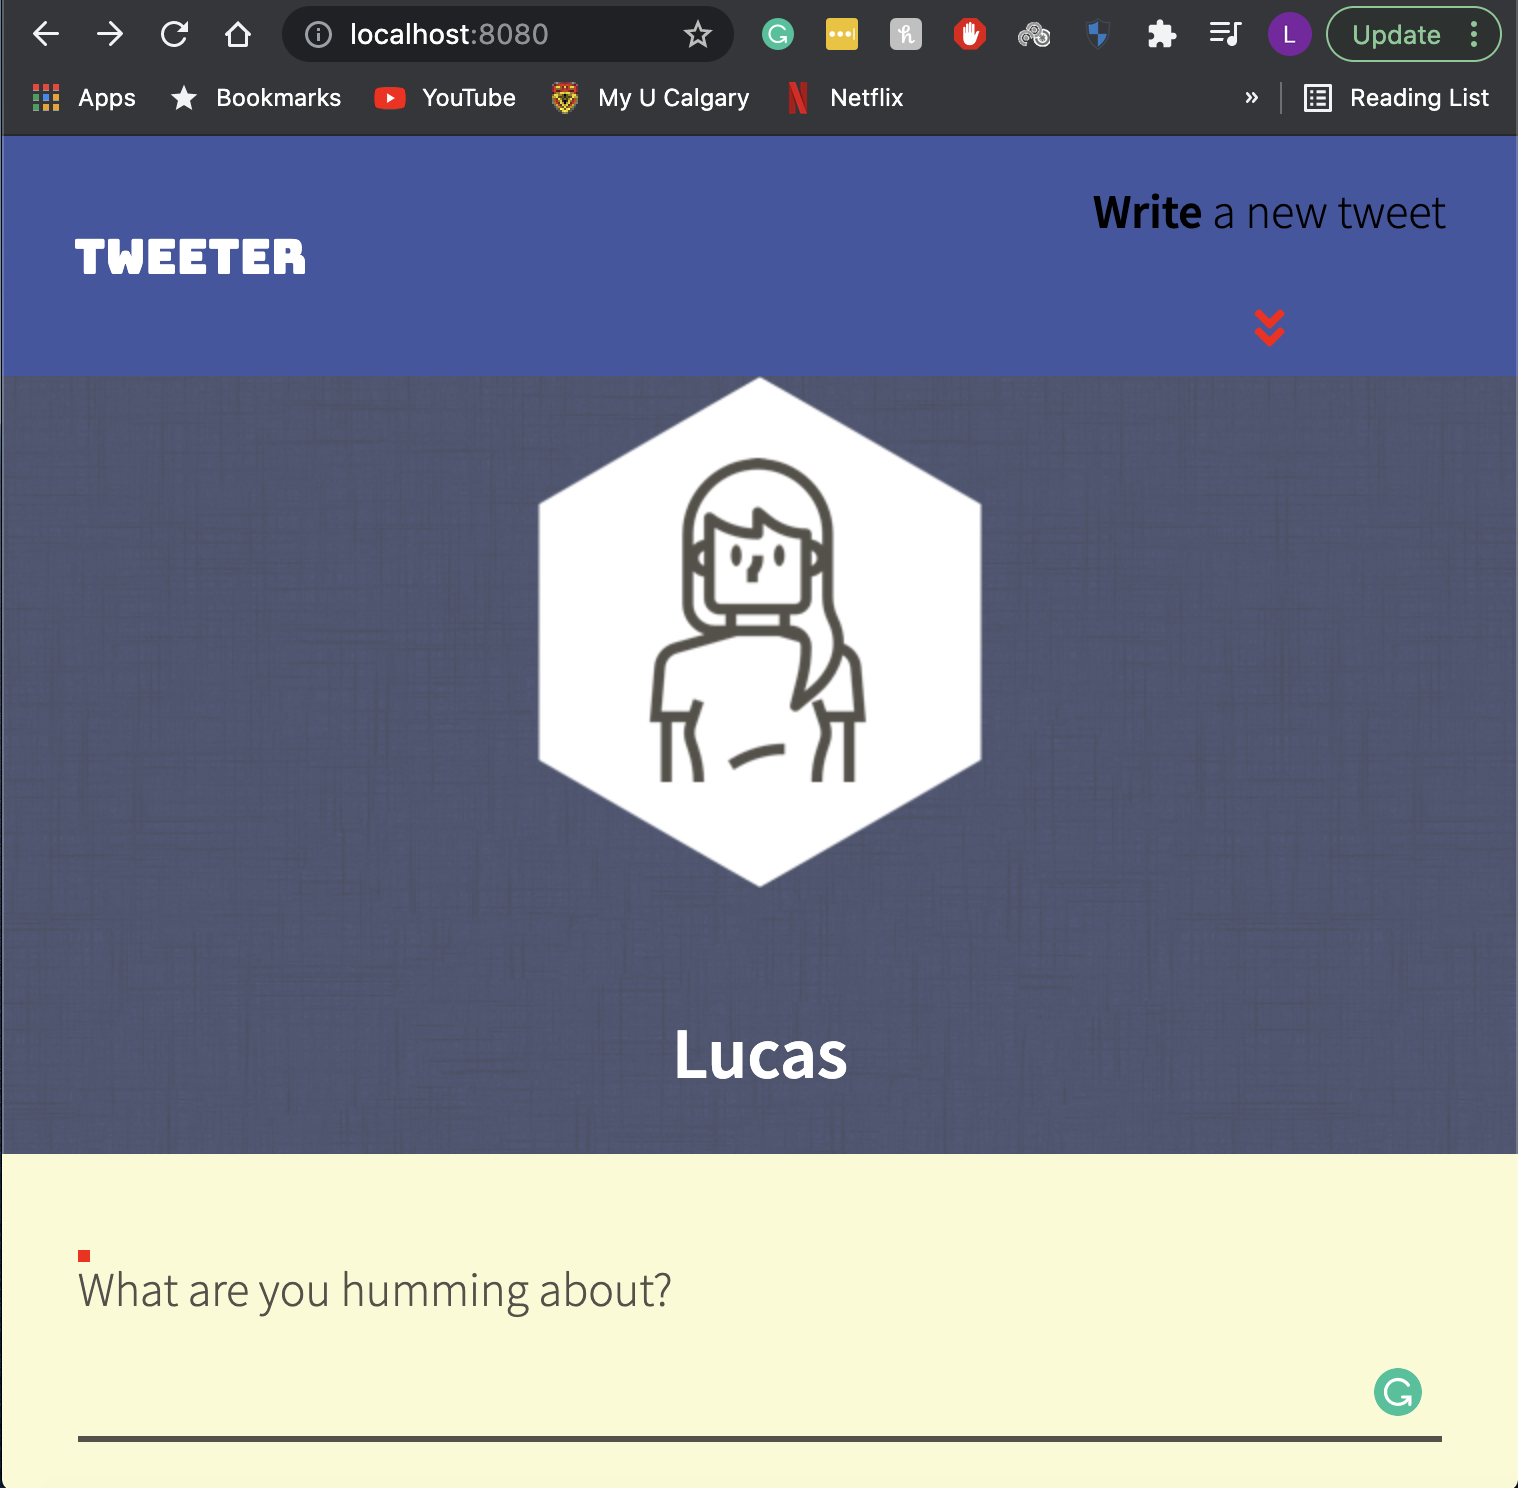 localhost:8080
L
Update
Apps
Bookmarks
YouTube
My U Calgary
Netflix
»
Reading List
TWEETER
Write a new tweet
Lucas
What are you humming about?